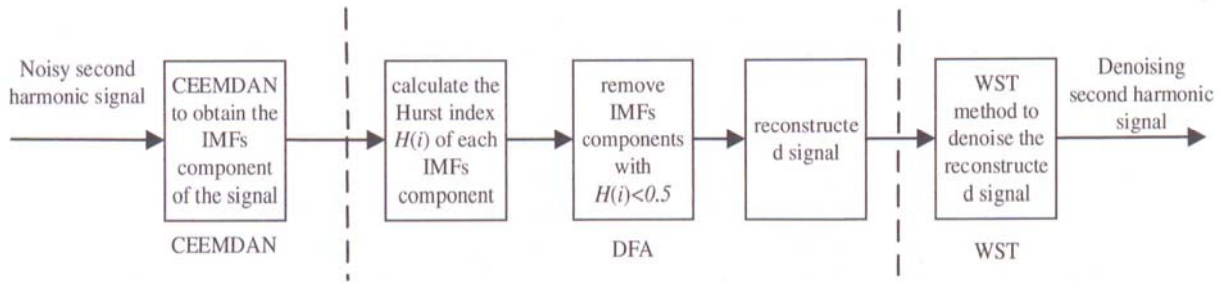 Noisy second
harmonic signal
CEEMDAN
to obtain the
IMFs
component
of the signal
CEEMDAN
calculate the
Hurst index
H(i) of each
IMFs
component
remove
IMFs
components
with
H(i)<0.5
reconstructe
d signal
DFA
WST
method to
denoise the
reconstructe
d signal
WST
Denoising
second harmonic
signal